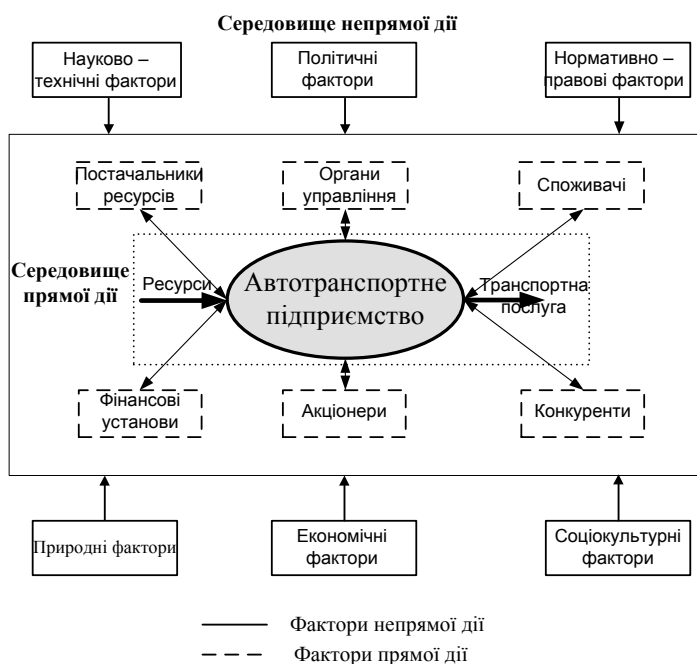 Середовище непрямої дії
Науково –
технічні фактори
Політичні
фактори
Нормативно –
правові фактори
Постачальники
ресурсів
Органи
управління
Споживачі
Середовище
прямої дії
Ресурси
Автотранспортне
підприємство
Транспортна
послуга
Фінансові
установи
Акціонери
Конкуренти
Природні фактори
Економічні
фактори
Соціокультурні
фактори
Фактори непрямої дії
Фактори прямої дії